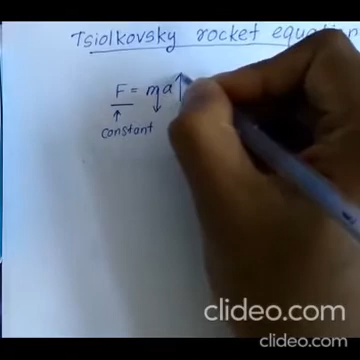 Tsiolkovsky rocket equation
F = ma
constant
clideo.com
clideo.com